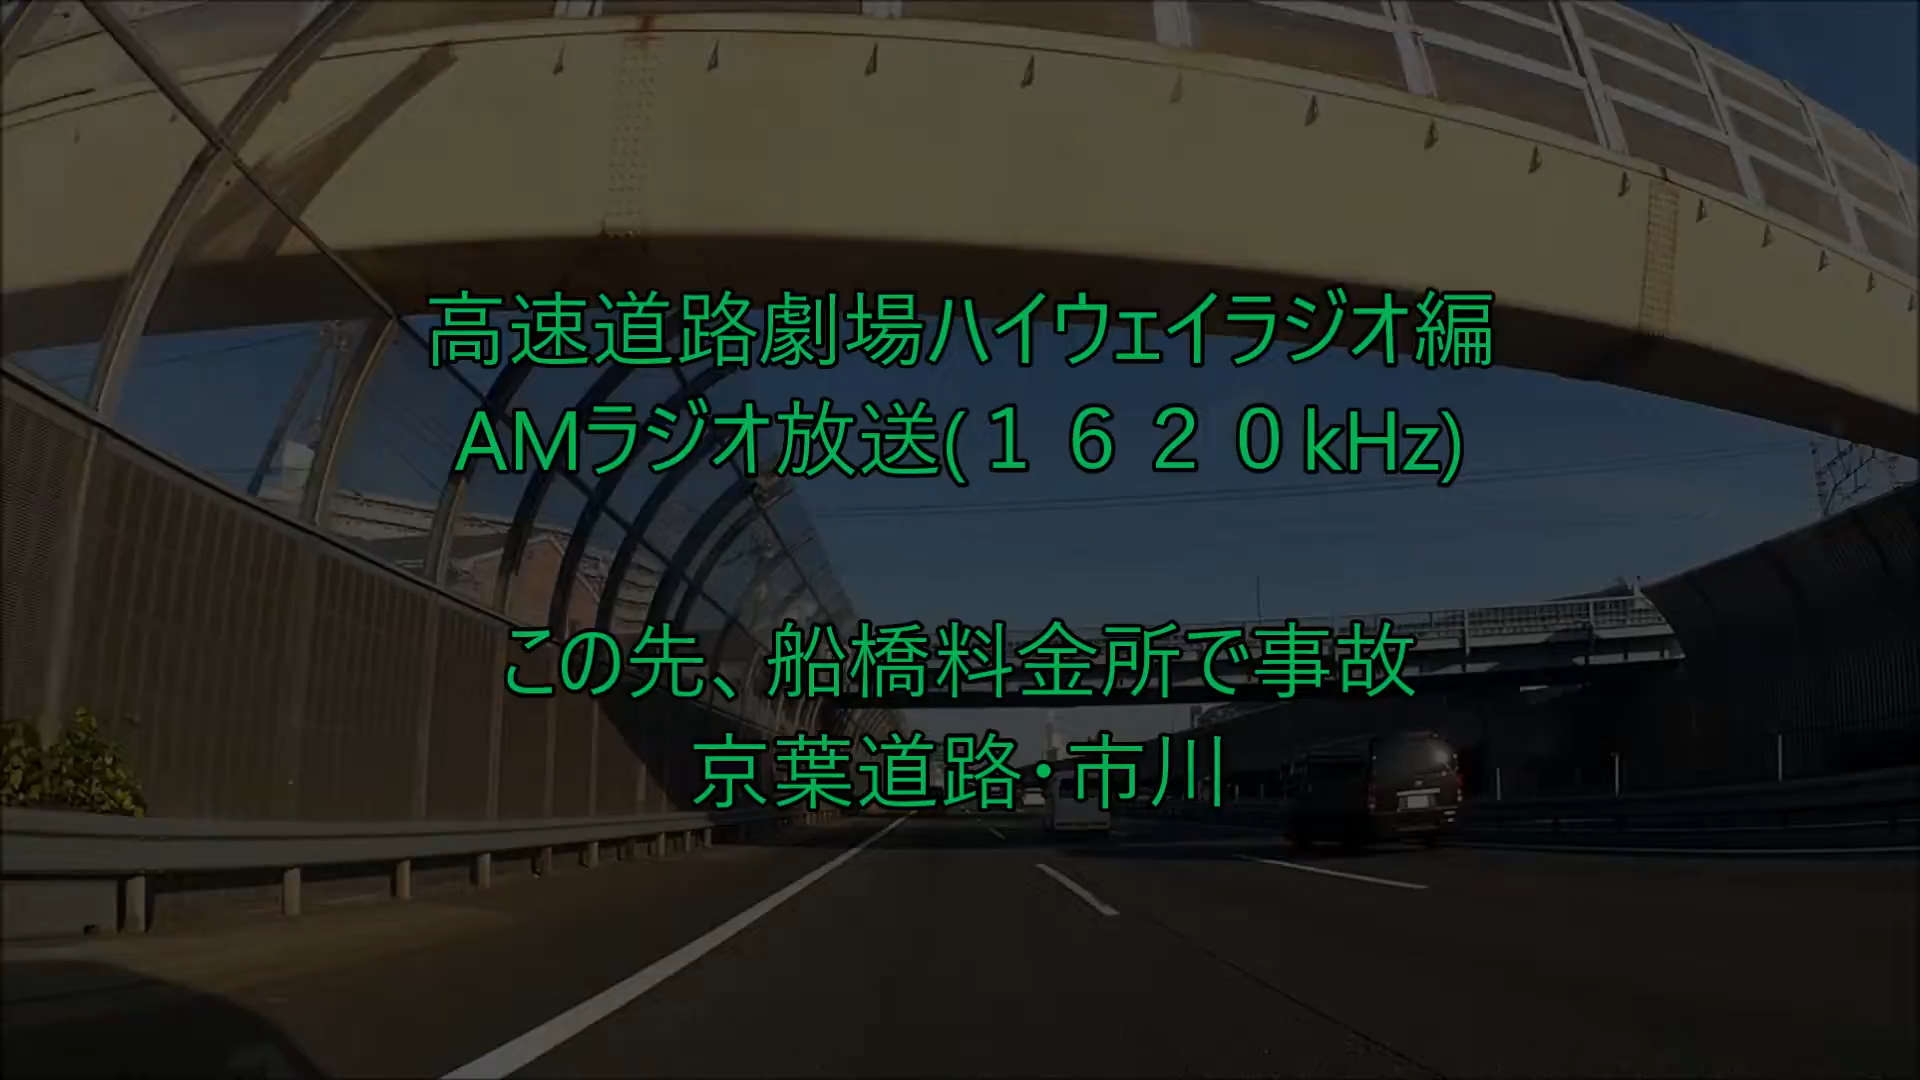 高速道路劇場ハイウェイラジオ編
AMラジオ放送(１６２０kHz)
この先、船橋料金所で事故
京葉道路・市川